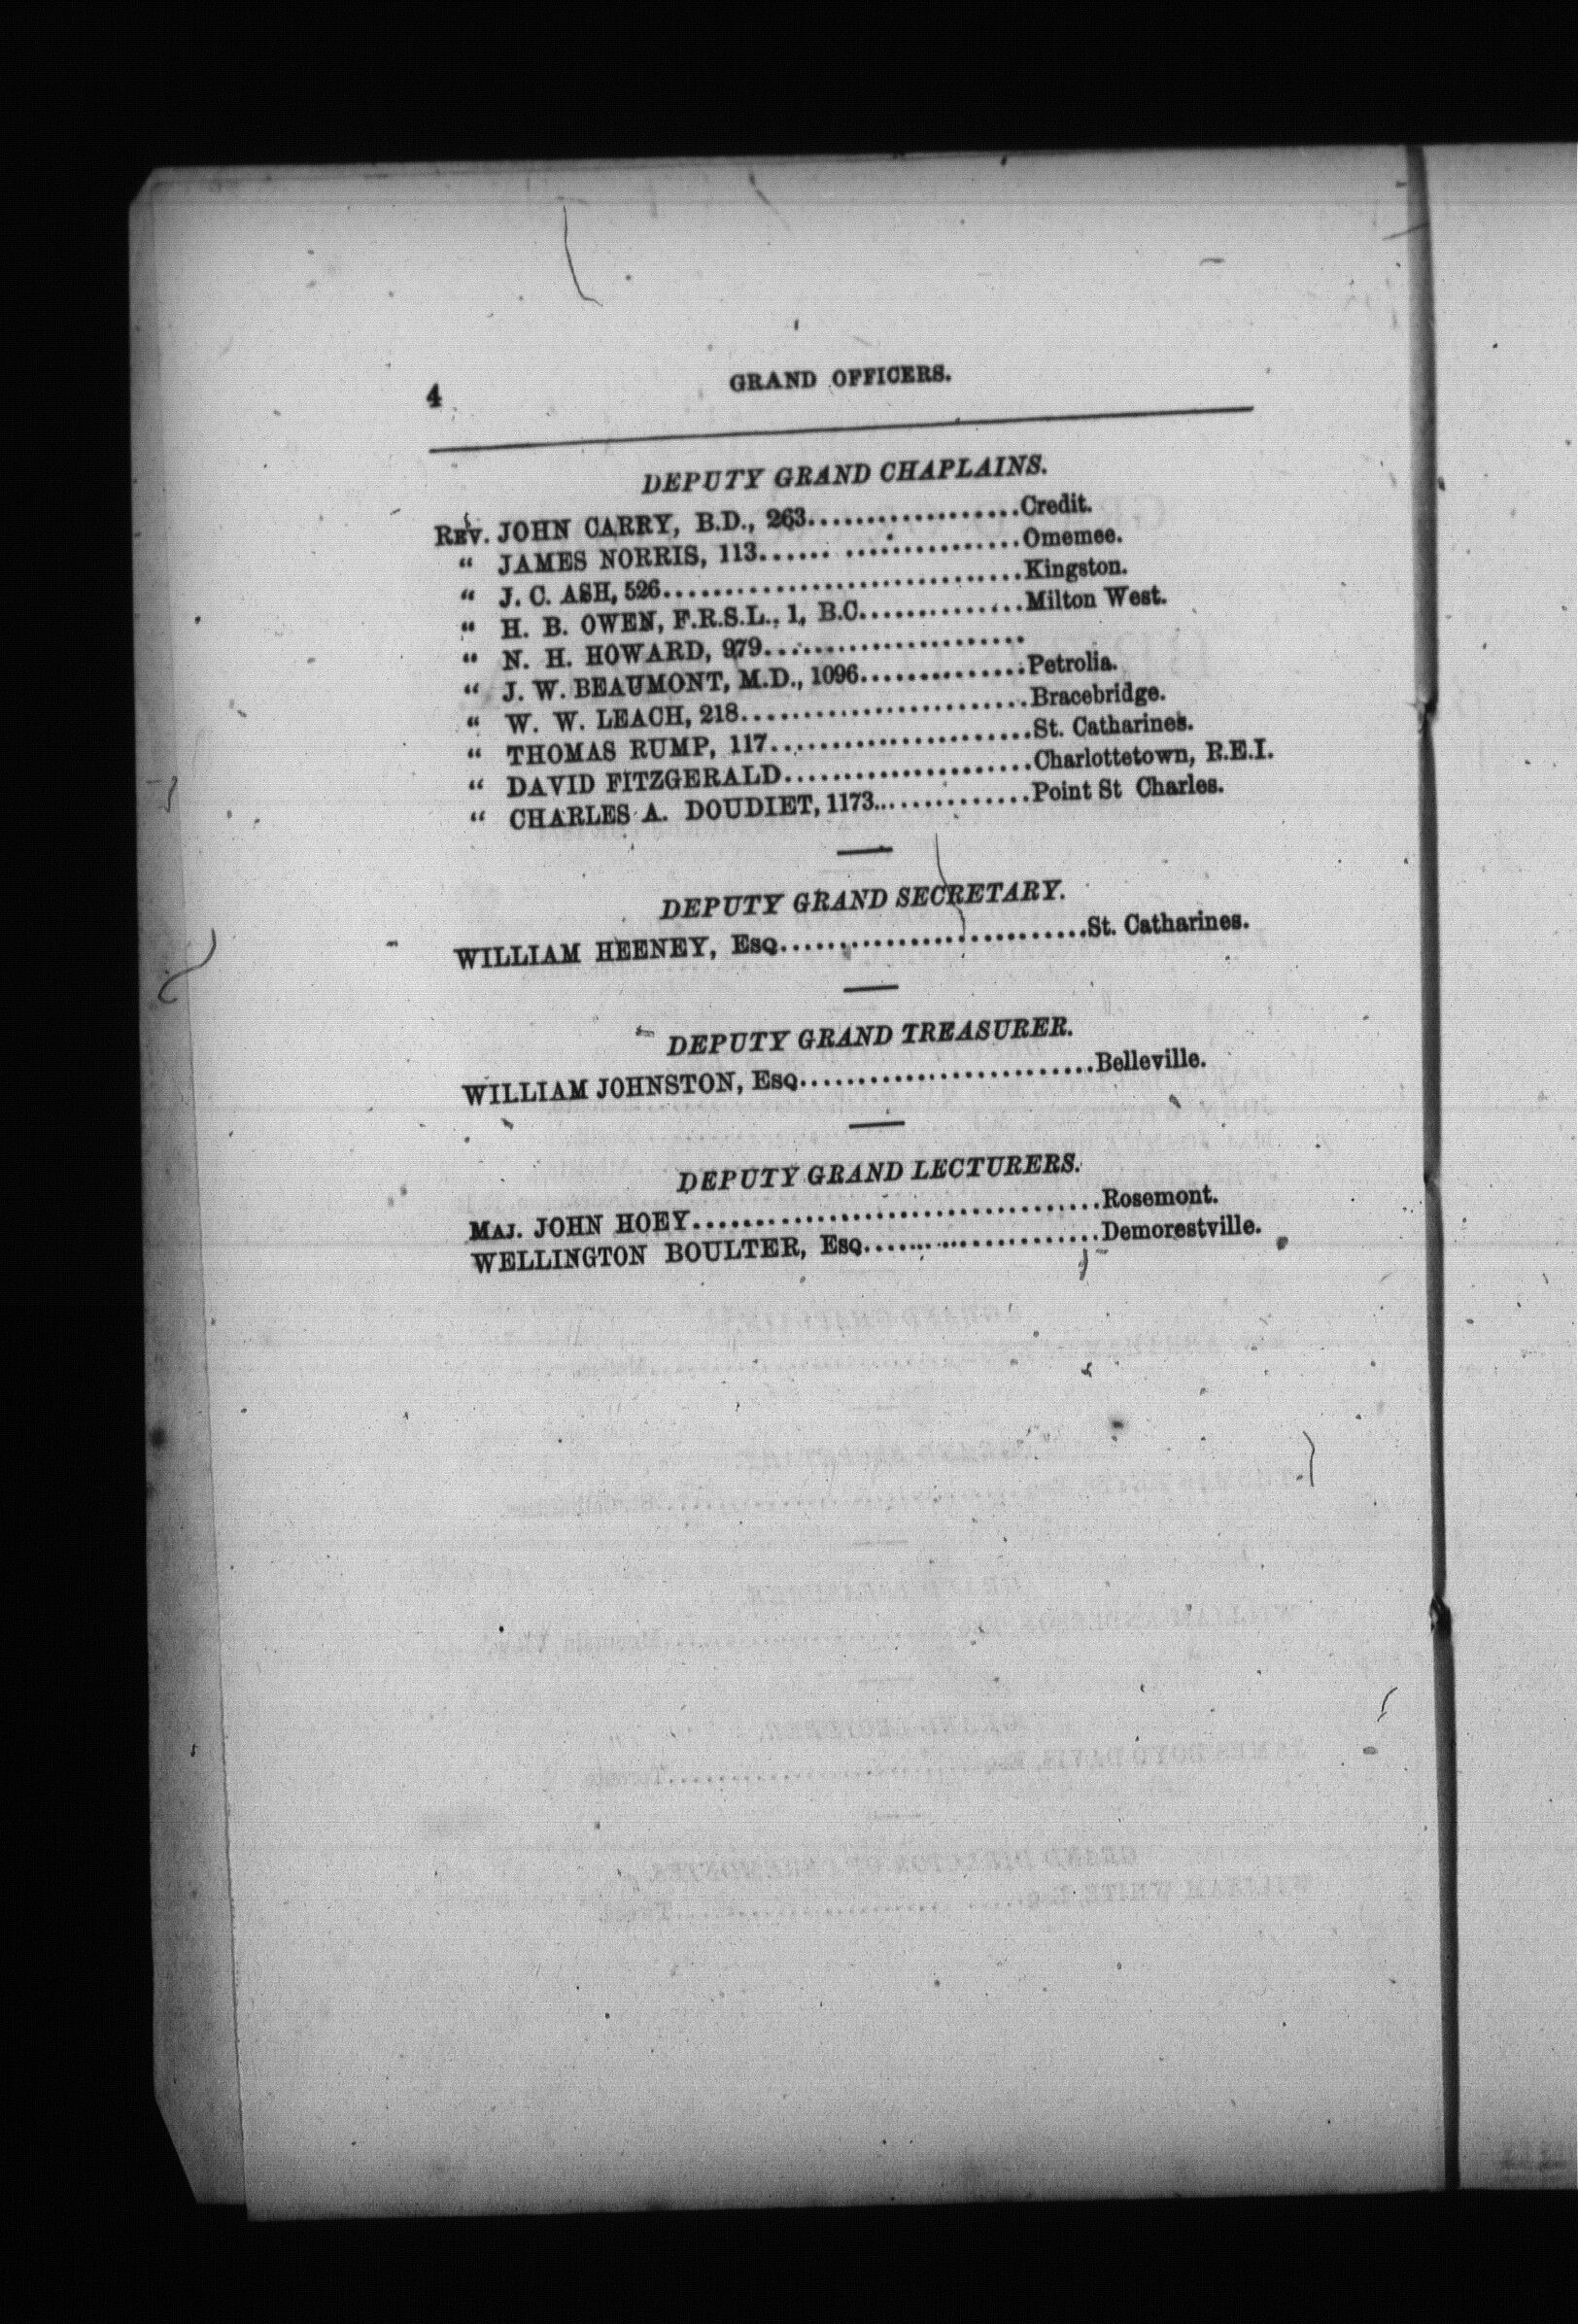 4 GRAND OFFICERS.
DEPUTY GRAND CHAPLAINS.
REV. JOHN CARRY, B.D., 263..................Credit.
“ JAMES NORRIS, 113...... ...............Omemee.
“ J. C. ASH, 526..............................Kingston.
“ H. B. OWEN, F.R.S.L., 1, B.C..............Milton West.
“ N. H. HOWARD, 979......................
“ J. W. BEAUMONT, M.D., 1096..............Petrolia.
“ W. W. LEACH, 218........................Bracebridge.
“ THOMAS RUMP, 117......................St. Catharines.
“ DAVID FITZGERALD.....................Charlottetown, R.E.I.
“ CHARLES A. DOUDIET, 1173..............Point St Charles.
DEPUTY GRAND SECRETARY.
WILLIAM HEENEY, ESQ..........................St. Catharines.
DEPUTY GRAND TREASURER.
WILLIAM JOHNSTON, ESQ.........................Belleville.
DEPUTY GRAND LECTURERS.
MAJ. JOHN HOEY..................................Rosemont.
WELLINGTON BOULTER, ESQ....................Demorestville.